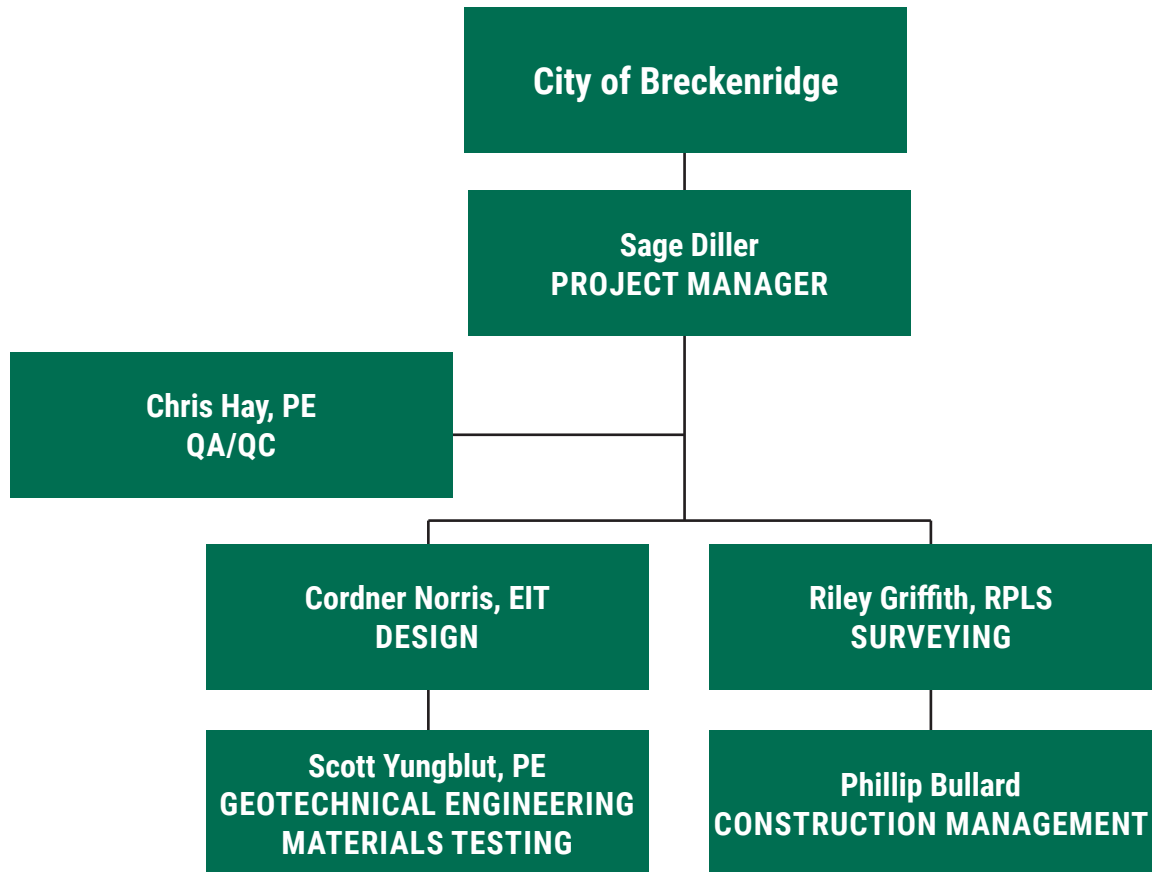 City of Breckenridge
Sage Diller
PROJECT MANAGER
Chris Hay, PE
QA/QC
Cordner Norris, EIT
DESIGN
Riley Griffith, RPLS
SURVEYING
Scott Yungblut, PE
GEOTECHNICAL ENGINEERING
MATERIALS TESTING
Phillip Bullard
CONSTRUCTION MANAGEMENT